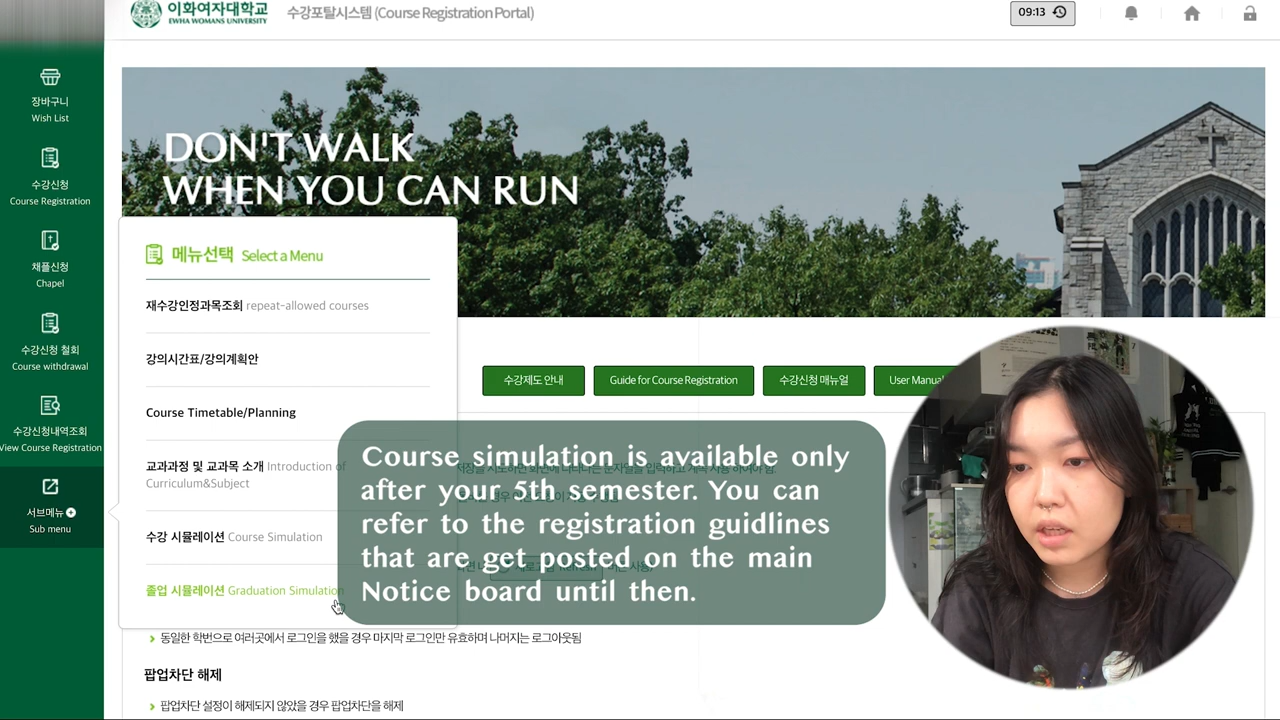 이화여자대학교
EWHA WOMANS UNIVERSITY
수강포탈시스템 (Course Registration Portal)
09:13
장바구니
Wish List
수강신청
Course Registration
채플신청
Chapel
수강신청 철회
Course withdrawal
수강신청내역조회
View Course Registration
서브메뉴
Sub menu
DON'T WALK
WHEN YOU CAN RUN
메뉴선택 Select a Menu
재수강인정과목조회 repeat-allowed courses
강의시간표/강의계획안
Course Timetable/Planning
교과과정 및 교과목 소개 Introduction of
Curriculum&Subject
수강 시뮬레이션 Course Simulation
졸업 시뮬레이션 Graduation Simulation
수강제도 안내
Guide for Course Registration
수강신청 매뉴얼
User Manual
Course simulation is available only
after your 5th semester. You can
refer to the registration guidlines
that are get posted on the main
Notice board until then.
동일한 학번으로 여러곳에서 로그인을 했을 경우 마지막 로그인만 유효하며 나머지는 로그아웃됨
팝업차단 해제
팝업차단 설정이 해제되지 않았을 경우 팝업차단을 해제